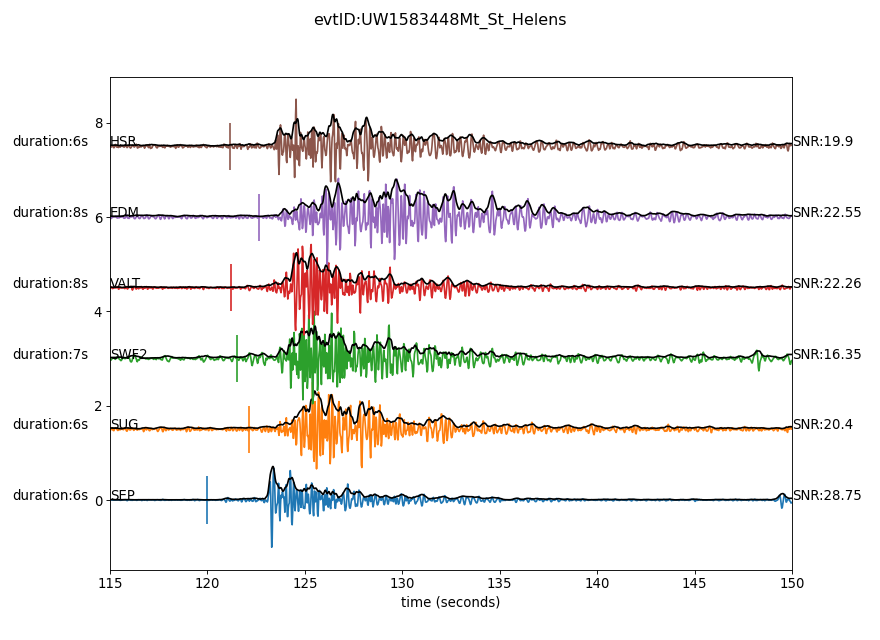 evtID:UW1583448Mt_St_Helens
8
duration:6s HSR SNR:19.9
duration:8s EDM SNR:22.55
6
duration:8s VALT SNR:22.26
4
duration:7s SWF2 SNR:16.35
2
duration:6s SUG SNR:20.4
duration:6s SEP SNR:28.75
0
115 120 125 130 135 140 145 150
time (seconds)